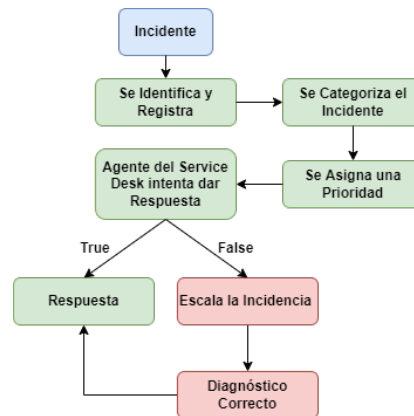 Incidente
Se Identifica y
Registra
Se Categoriza el
Incidente
Agente del Service
Desk intenta dar
Respuesta
Se Asigna una
Prioridad
True
False
Respuesta
Escala la Incidencia
Diagnóstico
Correcto